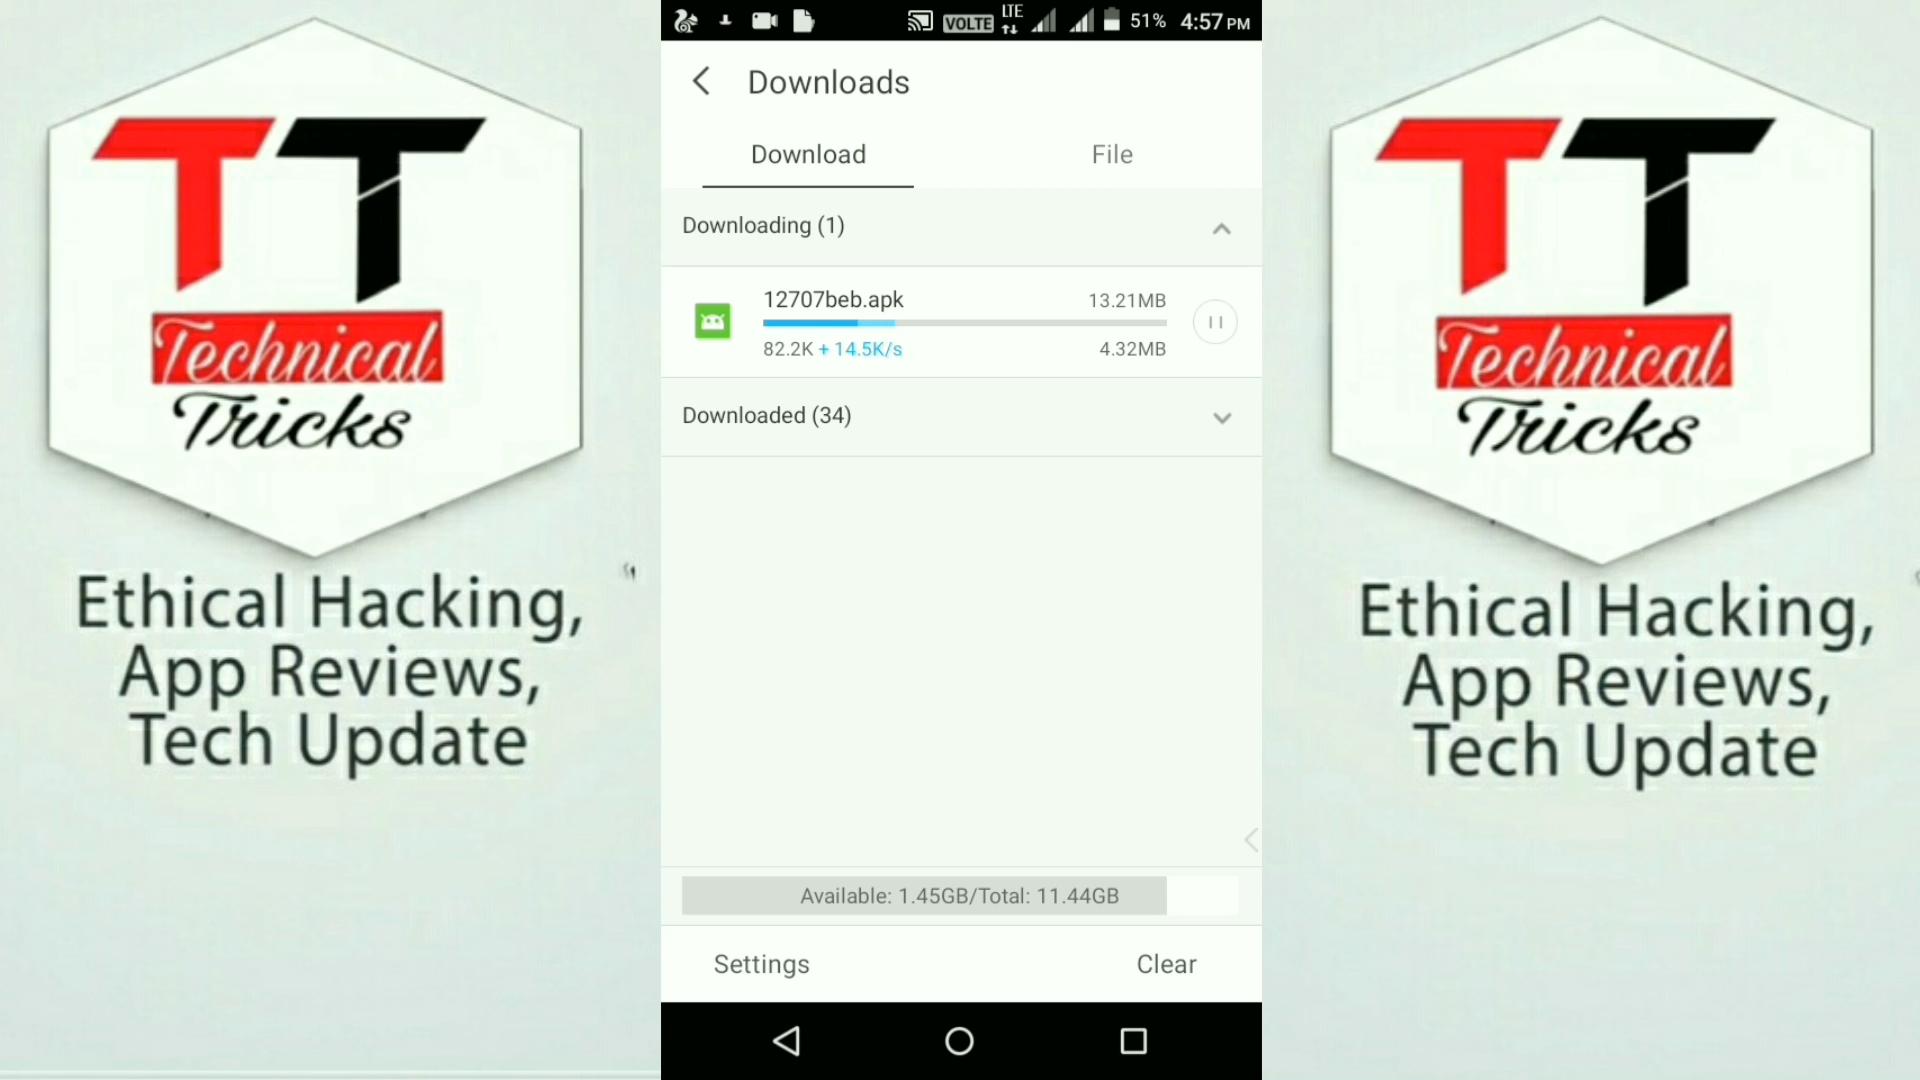 TT
Technical
Tricks
Ethical Hacking,
App Reviews,
Tech Update
VOLTE LTE 51% 4:57 PM
Downloads
Download File
Downloading (1)
12707beb.apk 13.21MB
82.2K + 14.5K/s 4.32MB
Downloaded (34)
Available: 1.45GB/Total: 11.44GB
Settings Clear
TT
Technical
Tricks
Ethical Hacking,
App Reviews,
Tech Update